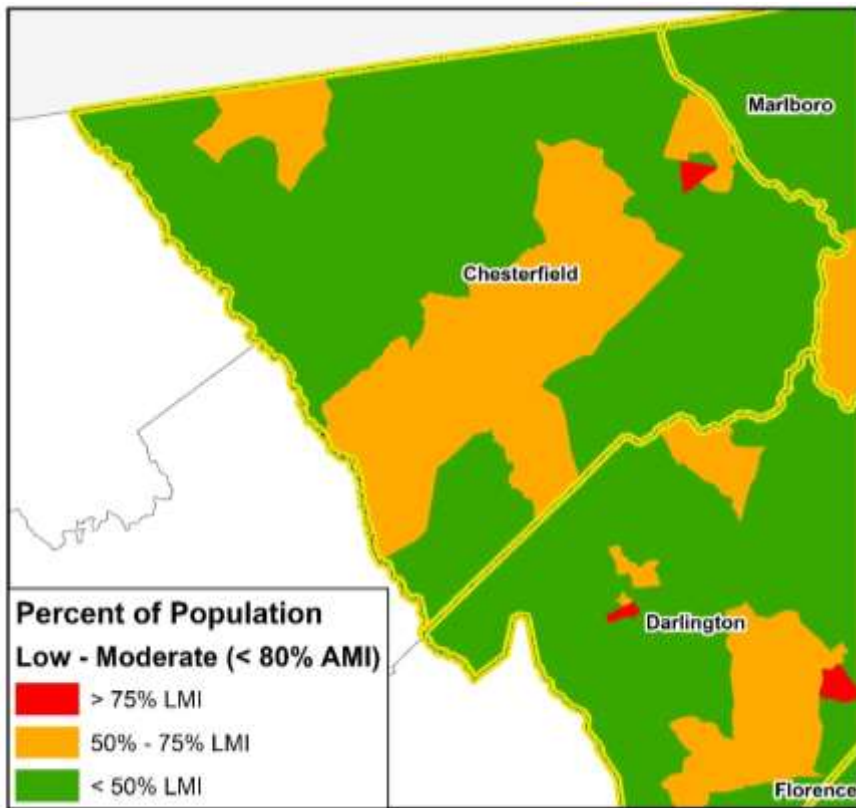 Marlboro
Chesterfield
Darlington
Florence
Percent of Population
Low - Moderate (< 80% AMI)
> 75% LMI
50% - 75% LMI
< 50% LMI